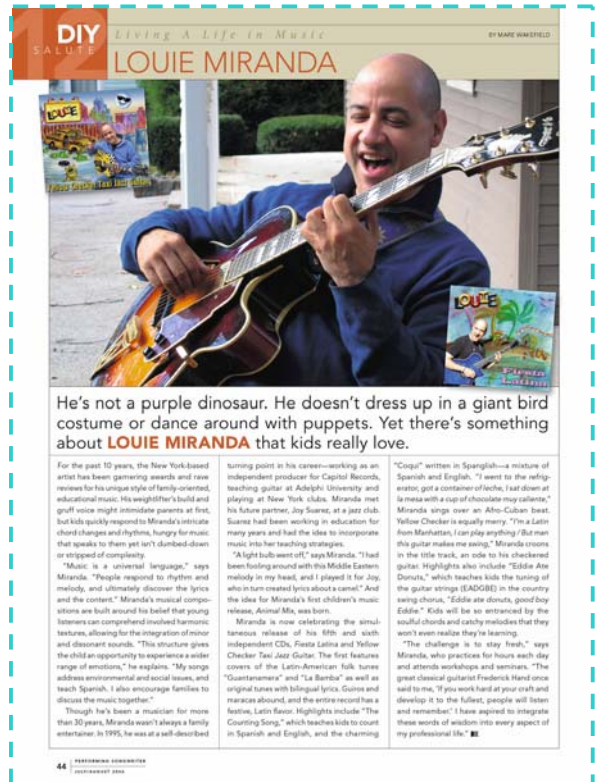 DIY
SALUTE
12
Living A Life in Music
BY MARE WAKEFIELD
LOUIE MIRANDA
LOUIE
Yellow Checker Taxi Jazz Guitar
LOUIE
Fiesta
Latina
He's not a purple dinosaur. He doesn't dress up in a giant bird
costume or dance around with puppets. Yet there's something
about LOUIE MIRANDA that kids really love.
For the past 10 years, the New York-based
artist has been garnering awards and rave
reviews for his unique style of family-oriented,
educational music. His weightlifter's build and
gruff voice might intimidate parents at first,
but kids quickly respond to Miranda's intricate
chord changes and rhythms, hungry for music
that speaks to them yet isn't dumbed-down
or stripped of complexity.
"Music is a universal language," says
Miranda. "People respond to rhythm and
melody, and ultimately discover the lyrics
and the content." Miranda's musical compo-
sitions are built around his belief that young
listeners can comprehend involved harmonic
textures, allowing for the integration of minor
and dissonant sounds. "This structure gives
the child an opportunity to experience a wider
range of emotions," he explains. "My songs
address environmental and social issues, and
teach Spanish. I also encourage families to
discuss the music together."
Though he's been a musician for more
than 30 years, Miranda wasn't always a family
entertainer. In 1995, he was at a self-described
turning point in his career—working as an
independent producer for Capitol Records,
teaching guitar at Adelphi University and
playing at New York clubs. Miranda met
his future partner, Joy Suarez, at a jazz club.
Suarez had been working in education for
many years and had the idea to incorporate
music into her teaching strategies.
"A light bulb went off," says Miranda. "I had
been fooling around with this Middle Eastern
melody in my head, and I played it for Joy,
who in turn created lyrics about a camel." And
the idea for Miranda's first children's music
release, Animal Mix, was born.
Miranda is now celebrating the simul-
taneous release of his fifth and sixth
independent CDs, Fiesta Latina and Yellow
Checker Taxi Jazz Guitar. The first features
covers of the Latin-American folk tunes
"Guantanamera" and "La Bamba" as well as
original tunes with bilingual lyrics. Guiros and
maracas abound, and the entire record has a
festive, Latin flavor. Highlights include "The
Counting Song," which teaches kids to count
in Spanish and English, and the charming
"Coqui" written in Spanglish—a mixture of
Spanish and English. "I went to the refrig-
erator, got a container of leche, I sat down at
la mesa with a cup of chocolate muy caliente,"
Miranda sings over an Afro-Cuban beat.
Yellow Checker is equally merry. "I'm a Latin
from Manhattan, I can play anything / But man
this guitar makes me swing," Miranda croons
in the title track, an ode to his checkered
guitar. Highlights also include "Eddie Ate
Donuts," which teaches kids the tuning of
the guitar strings (EADGBE) in the country
swing chorus, "Eddie ate donuts, good boy
Eddie." Kids will be so entranced by the
soulful chords and catchy melodies that they
won't even realize they're learning.
"The challenge is to stay fresh," says
Miranda, who practices for hours each day
and attends workshops and seminars. "The
great classical guitarist Frederick Hand once
said to me, 'If you work hard at your craft and
develop it to the fullest, people will listen
and remember.' I have aspired to integrate
these words of wisdom into every aspect of
my professional life."
44
PERFORMING SONGWRITER
JULY/AUGUST 2006